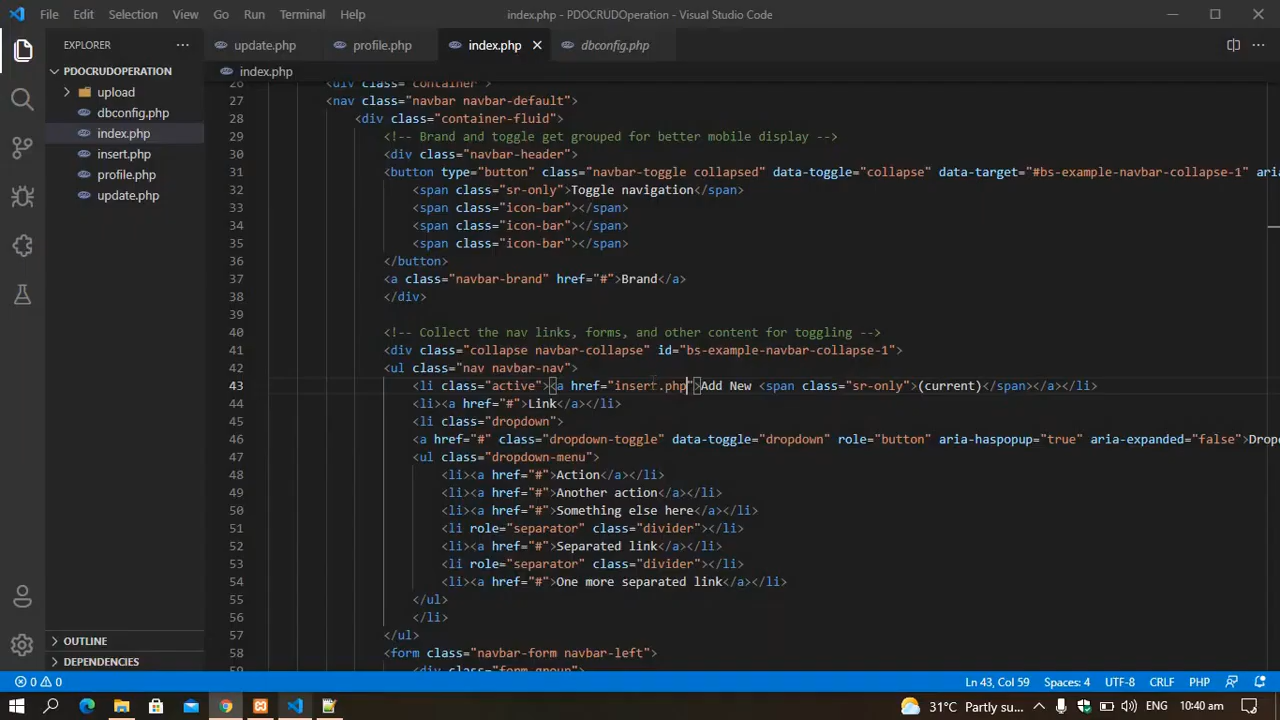 File Edit Selection View Go Run Terminal Help
index.php - PDOCRUDOperation - Visual Studio Code
EXPLORER
update.php profile.php index.php dbconfig.php
PDOCRUDOPERATION
index.php
upload
dbconfig.php
index.php
insert.php
profile.php
update.php
OUTLINE
DEPENDENCIES
26 <div class="container">
27 <nav class="navbar navbar-default">
28 <div class="container-fluid">
29 <!-- Brand and toggle get grouped for better mobile display -->
30 <div class="navbar-header">
31 <button type="button" class="navbar-toggle collapsed" data-toggle="collapse" data-target="#bs-example-navbar-collapse-1" aria
32 <span class="sr-only">Toggle navigation</span>
33 <span class="icon-bar"></span>
34 <span class="icon-bar"></span>
35 <span class="icon-bar"></span>
36 </button>
37 <a class="navbar-brand" href="#">Brand</a>
38 </div>
39
40 <!-- Collect the nav links, forms, and other content for toggling -->
41 <div class="collapse navbar-collapse" id="bs-example-navbar-collapse-1">
42 <ul class="nav navbar-nav">
43 <li class="active"><a href="insert.php">Add New <span class="sr-only">(current)</span></a></li>
44 <li><a href="#">Link</a></li>
45 <li class="dropdown">
46 <a href="#" class="dropdown-toggle" data-toggle="dropdown" role="button" aria-haspopup="true" aria-expanded="false">Drop
47 <ul class="dropdown-menu">
48 <li><a href="#">Action</a></li>
49 <li><a href="#">Another action</a></li>
50 <li><a href="#">Something else here</a></li>
51 <li role="separator" class="divider"></li>
52 <li><a href="#">Separated link</a></li>
53 <li role="separator" class="divider"></li>
54 <li><a href="#">One more separated link</a></li>
55 </ul>
56 </li>
57 </ul>
58 <form class="navbar-form navbar-left">
59 <div class="form-group">
0 0
Ln 43, Col 59 Spaces: 4 UTF-8 CRLF PHP
31°C Partly su... ENG 10:40 am